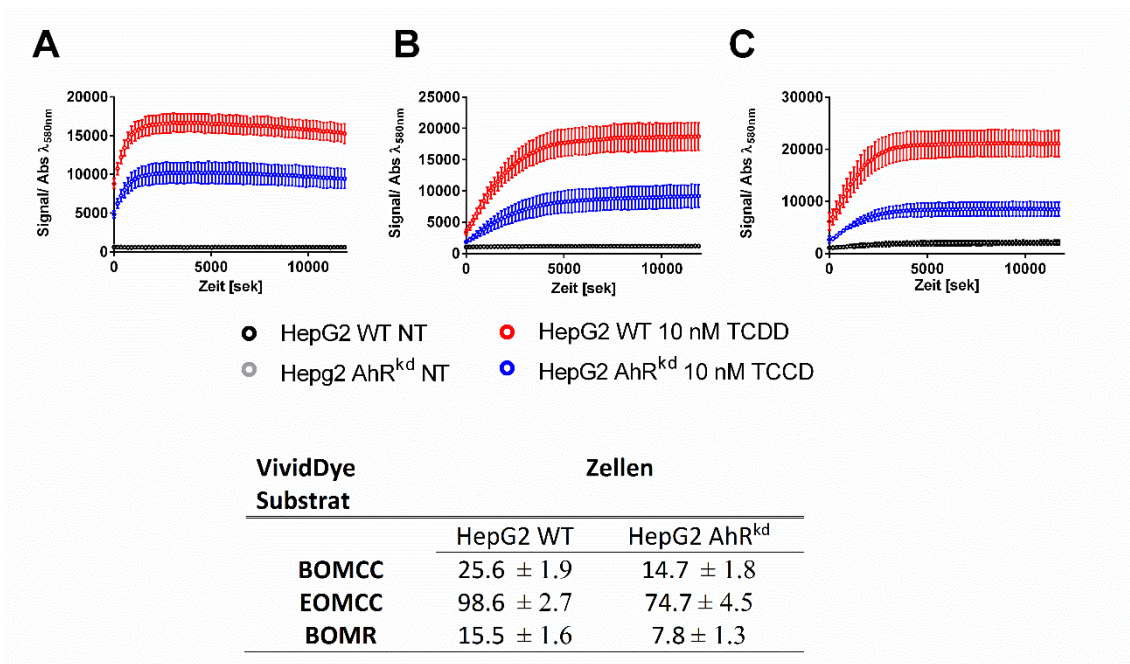 A B C
20000
15000
10000
5000
0
0 5000 10000
Signal/ Abs λ580nm
Zeit [sek]
25000
20000
15000
10000
5000
0
0 5000 10000
Signal/ Abs λ580nm
Zeit [sek]
30000
20000
10000
0
0 5000 10000
Signal/ Abs λ580nm
Zeit [sek]
HepG2 WT NT HepG2 WT 10 nM TCDD
Hepg2 AhRkd NT HepG2 AhRkd 10 nM TCCD
VividDye Zellen
Substrat
HepG2 WT HepG2 AhRkd
BOMCC 25.6 ± 1.9 14.7 ± 1.8
EOMCC 98.6 ± 2.7 74.7 ± 4.5
BOMR 15.5 ± 1.6 7.8 ± 1.3